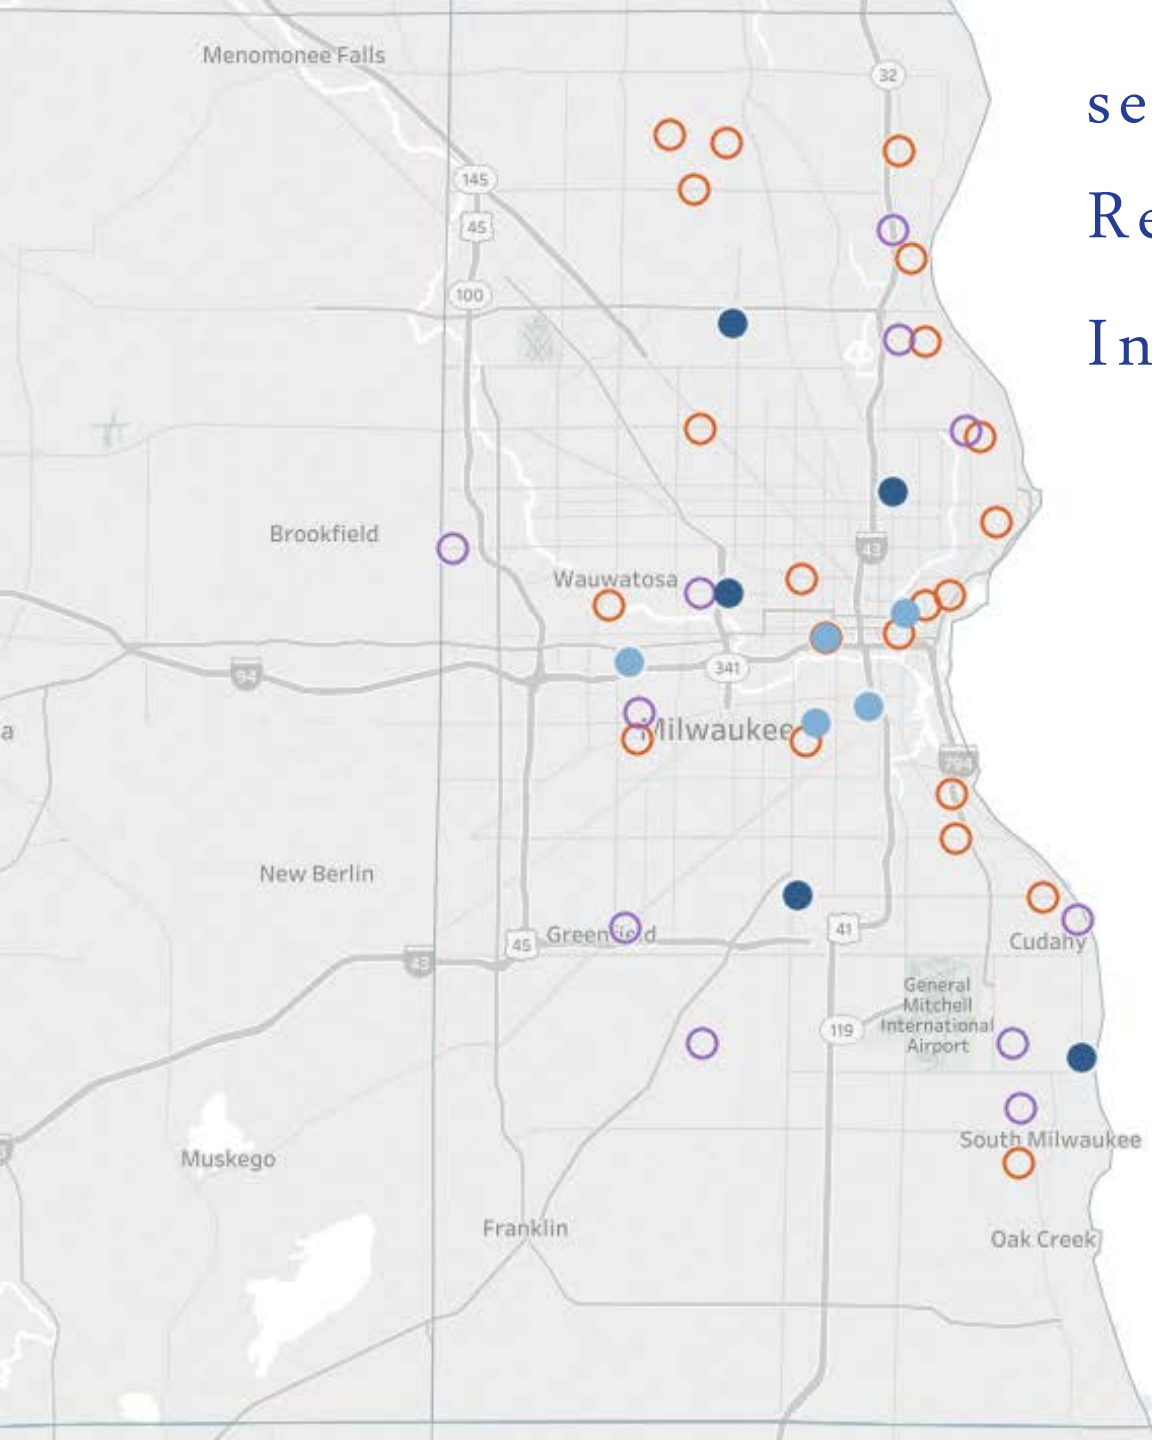 Menomonee Falls
32
se
145
Re
45
100
In
Brookfield
43
Wauwatosa
94
341
a
Milwaukee
794
New Berlin
41
45
Greenfield
Cudahy
43
General
Mitchell
International
Airport
119
South Milwaukee
Muskego
Franklin
Oak Creek